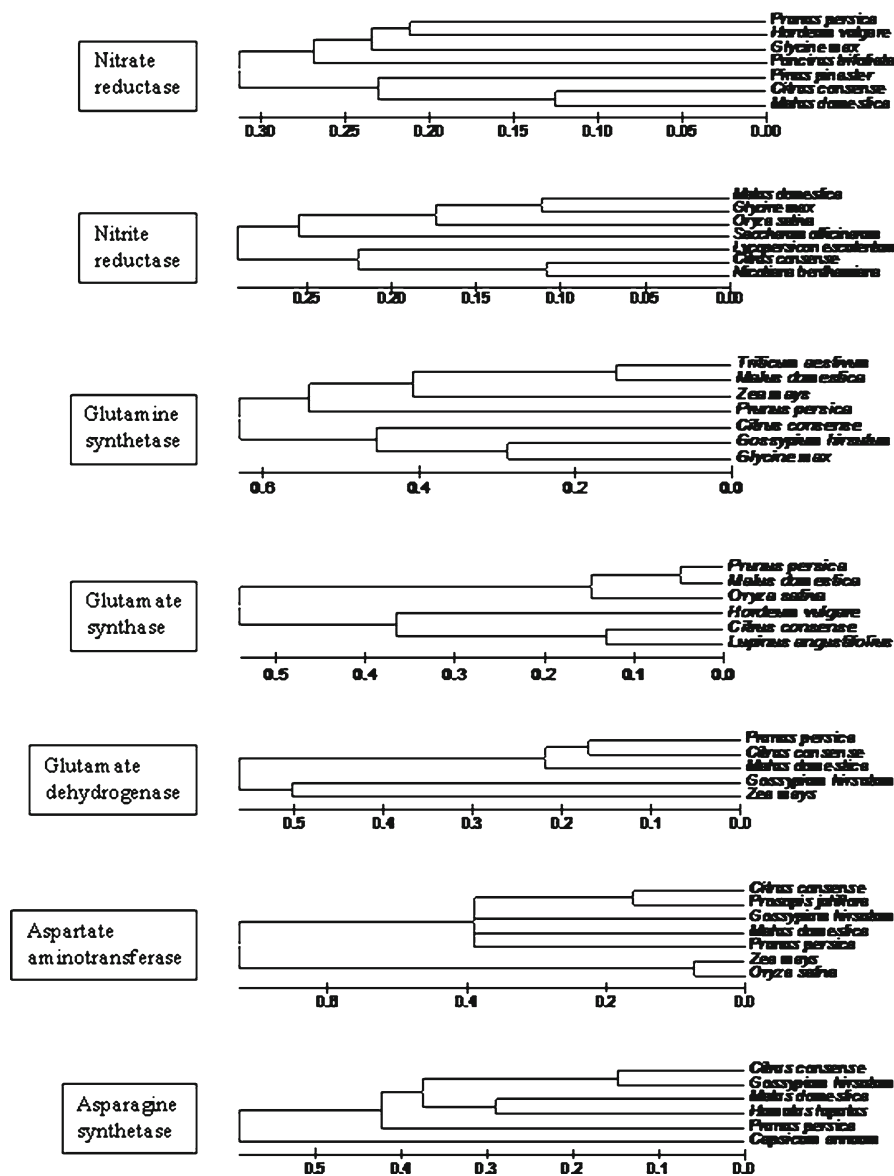 Prunus persica
Hordeum vulgare
Glycine max
Poncirus trifoliata
Pinus pinaster
Citrus consense
Malus domestica
Nitrate
reductase
0.30 0.25 0.20 0.15 0.10 0.05 0.00
Malus domestica
Glycine max
Oryza sativa
Saccharum officinarum
Lycopersicon esculentum
Citrus consense
Nicotiana benthamiana
Nitrite
reductase
0.25 0.20 0.15 0.10 0.05 0.00
Triticum aestivum
Malus domestica
Zea mays
Prunus persica
Citrus consense
Gossypium hirsutum
Glycine max
Glutamine
synthetase
0.6 0.4 0.2 0.0
Prunus persica
Malus domestica
Oryza sativa
Hordeum vulgare
Citrus consense
Lupinus angustifolius
Glutamate
synthase
0.5 0.4 0.3 0.2 0.1 0.0
Prunus persica
Citrus consense
Malus domestica
Gossypium hirsutum
Zea mays
Glutamate
dehydrogenase
0.5 0.4 0.3 0.2 0.1 0.0
Citrus consense
Prosopis juliflora
Gossypium hirsutum
Malus domestica
Prunus persica
Zea mays
Oryza sativa
Aspartate
aminotransferase
0.6 0.4 0.2 0.0
Citrus consense
Gossypium hirsutum
Malus domestica
Humulus lupulus
Prunus persica
Capsicum annuum
Asparagine
synthetase
0.5 0.4 0.3 0.2 0.1 0.0